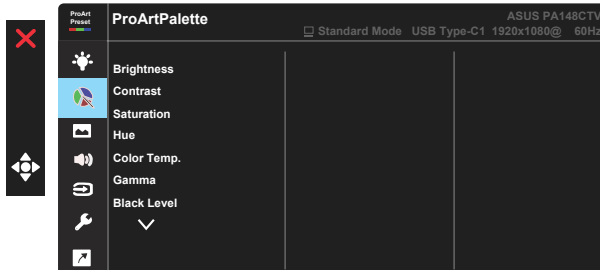 ProArt
Preset
ProArtPalette
ASUS PA148CTV
Standard Mode USB Type-C1 1920x1080@ 60Hz
Brightness
Contrast
Saturation
Hue
Color Temp.
Gamma
Black Level